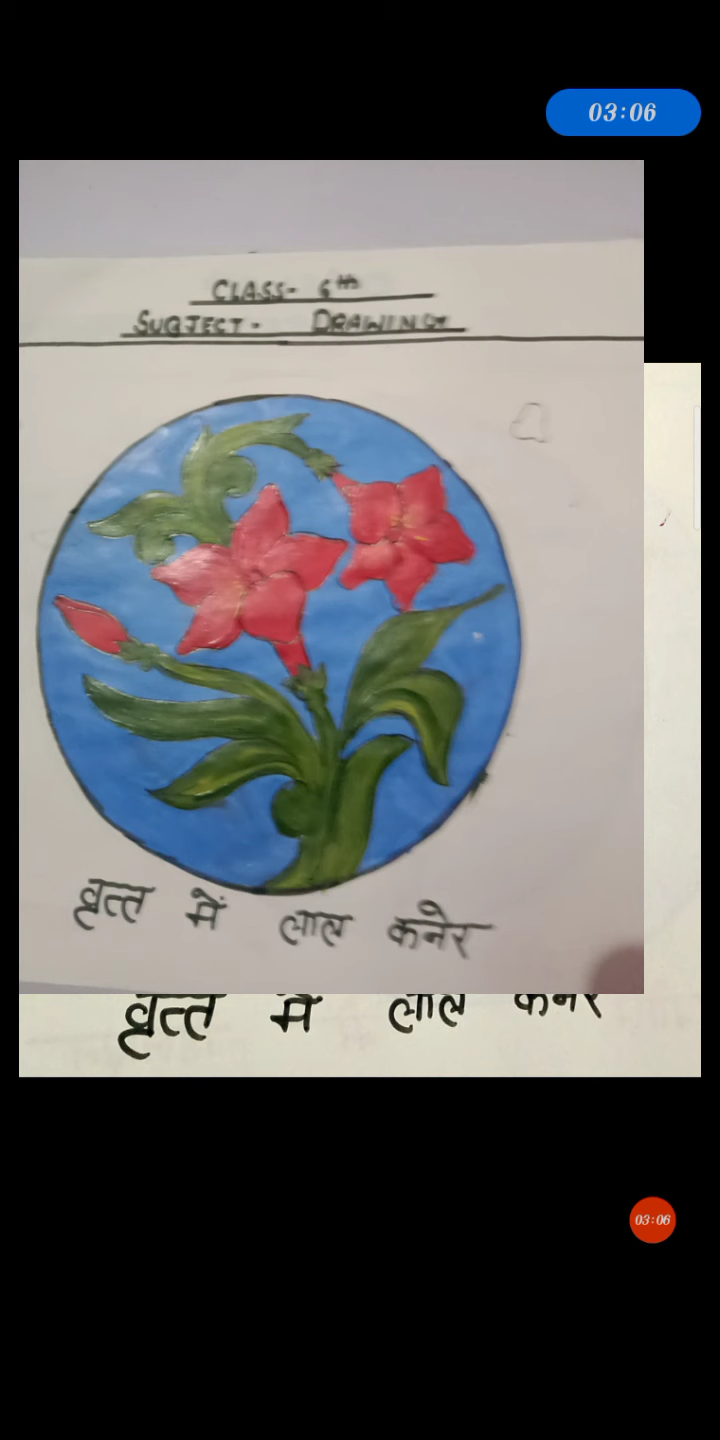 03:06
CLASS- 6th
SUBJECT- DRAWING
वृत्त में लाल कनेर
वृत्त में लाल कनेर
03:06